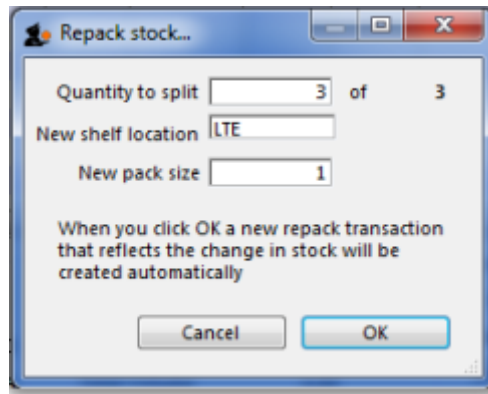 Repack stock...
Quantity to split 3 of 3
New shelf location LTE
New pack size 1
When you click OK a new repack transaction
that reflects the change in stock will be
created automatically
Cancel OK